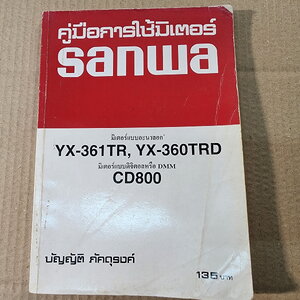 คู่มือการใช้มิเตอร์
sanwa
มิเตอร์แบบอะนาลอก
YX-361TR, YX-360TRD
มิเตอร์แบบดิจิตอลหรือ DMM
CD800
บัญญัติ ภัคดุรงค์
135 บาท